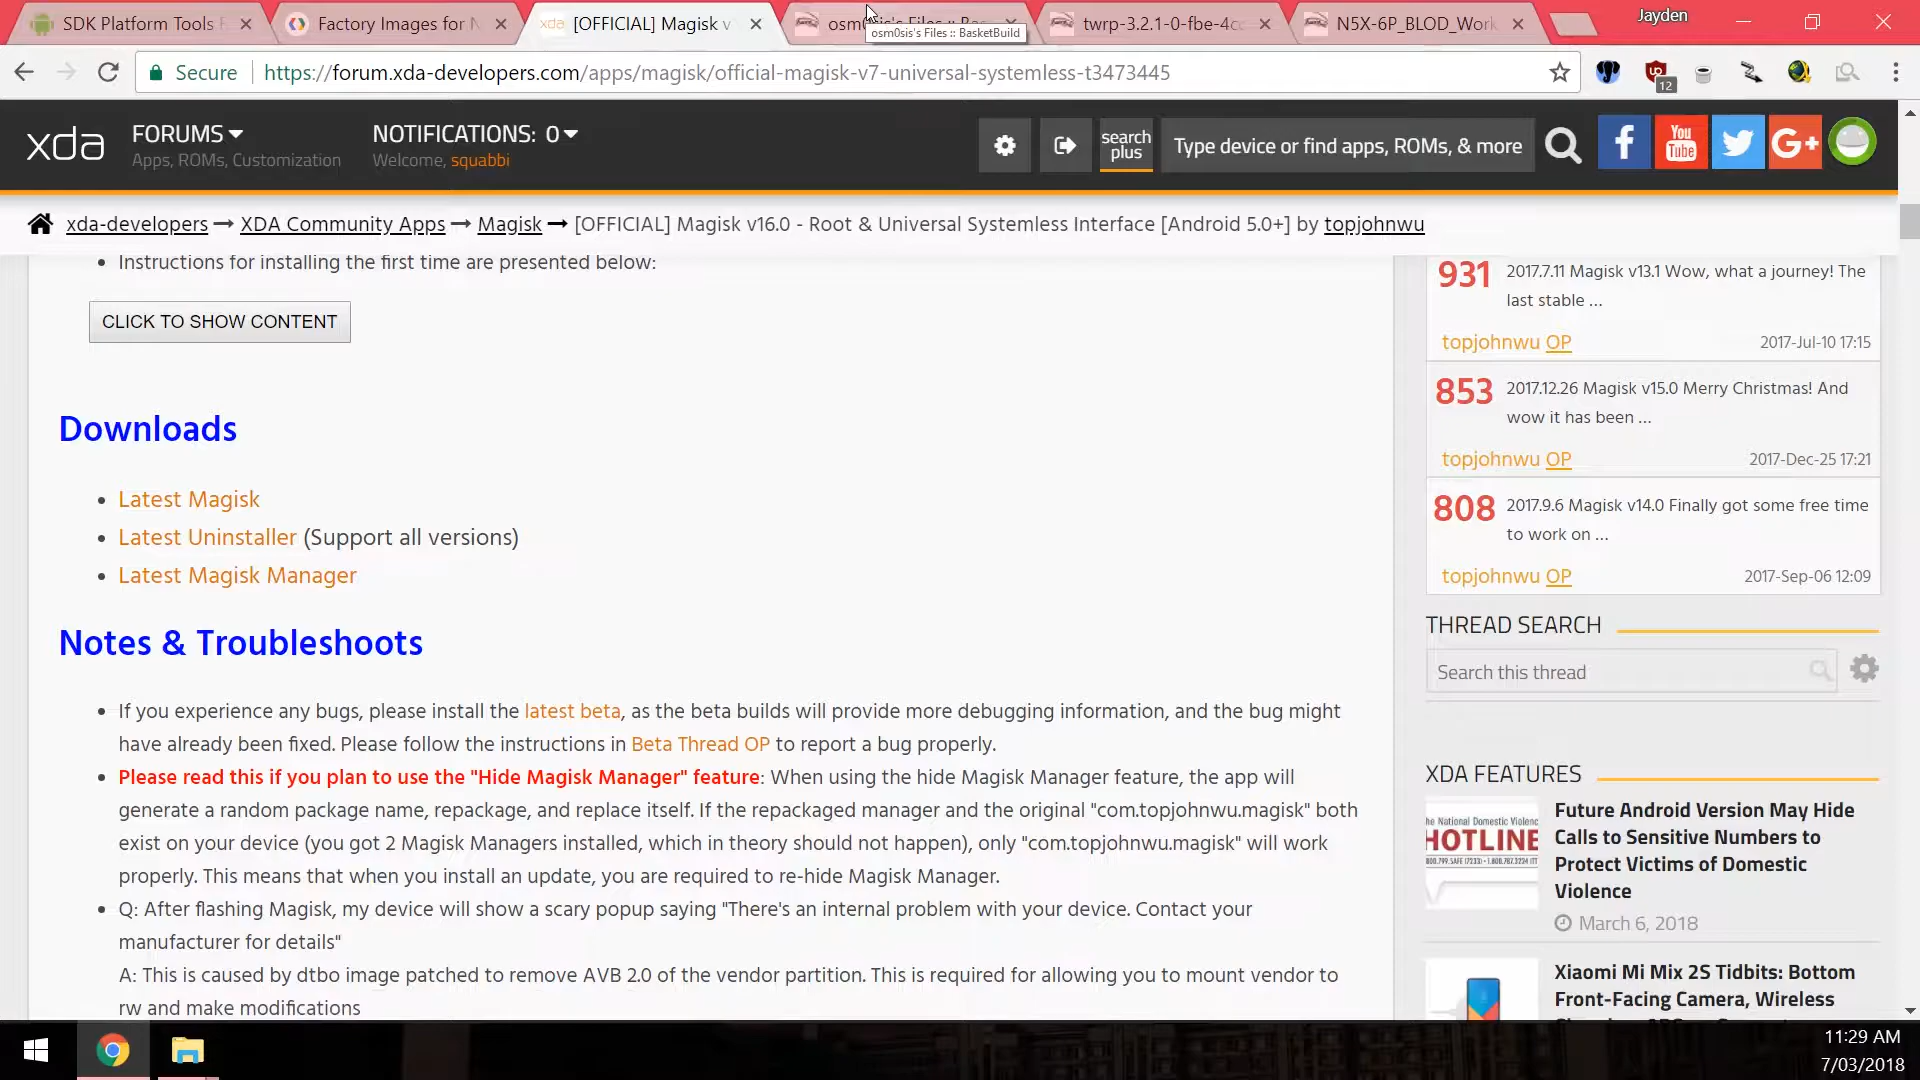 SDK Platform Tools R
Factory Images for N
xda [OFFICIAL] Magisk v
osm0sis's Files :: Bas
twrp-3.2.1-0-fbe-4cc
N5X-6P_BLOD_Work
Jayden
osm0sis's Files :: BasketBuild
Secure
https://forum.xda-developers.com/apps/magisk/official-magisk-v7-universal-systemless-t3473445
12
xda
FORUMS
Apps, ROMs, Customization
NOTIFICATIONS: 0
Welcome, squabbi
search plus
Type device or find apps, ROMs, & more
f
You Tube
G+
xda-developers → XDA Community Apps → Magisk → [OFFICIAL] Magisk v16.0 - Root & Universal Systemless Interface [Android 5.0+] by topjohnwu
• Instructions for installing the first time are presented below:
CLICK TO SHOW CONTENT
Downloads
• Latest Magisk
• Latest Uninstaller (Support all versions)
• Latest Magisk Manager
Notes & Troubleshoots
• If you experience any bugs, please install the latest beta, as the beta builds will provide more debugging information, and the bug might
have already been fixed. Please follow the instructions in Beta Thread OP to report a bug properly.
• Please read this if you plan to use the "Hide Magisk Manager" feature: When using the hide Magisk Manager feature, the app will
generate a random package name, repackage, and replace itself. If the repackaged manager and the original "com.topjohnwu.magisk" both
exist on your device (you got 2 Magisk Managers installed, which in theory should not happen), only "com.topjohnwu.magisk" will work
properly. This means that when you install an update, you are required to re-hide Magisk Manager.
• Q: After flashing Magisk, my device will show a scary popup saying "There's an internal problem with your device. Contact your
manufacturer for details"
A: This is caused by dtbo image patched to remove AVB 2.0 of the vendor partition. This is required for allowing you to mount vendor to
rw and make modifications
931
2017.7.11 Magisk v13.1 Wow, what a journey! The
last stable ...
topjohnwu OP
2017-Jul-10 17:15
853
2017.12.26 Magisk v15.0 Merry Christmas! And
wow it has been ...
topjohnwu OP
2017-Dec-25 17:21
808
2017.9.6 Magisk v14.0 Finally got some free time
to work on ...
topjohnwu OP
2017-Sep-06 12:09
THREAD SEARCH
Search this thread
XDA FEATURES
he National Domestic Violenc
HOTLINE
Future Android Version May Hide
Calls to Sensitive Numbers to
Protect Victims of Domestic
Violence
March 6, 2018
Xiaomi Mi Mix 2S Tidbits: Bottom
Front-Facing Camera, Wireless
11:29 AM
7/03/2018